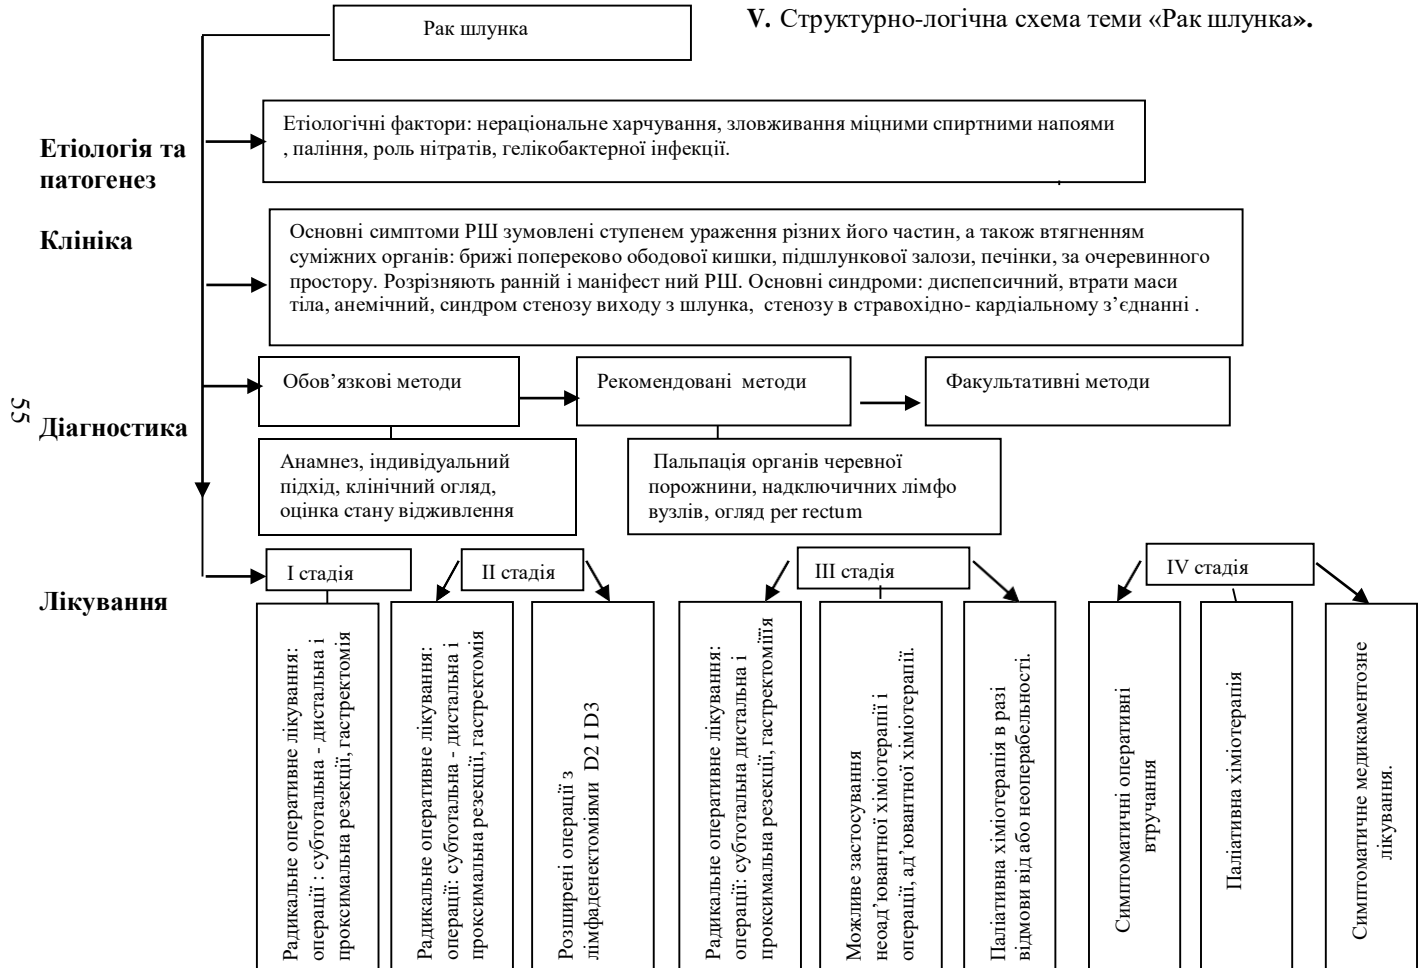 V. Структурно-логічна схема теми «Рак шлунка».
Рак шлунка
Етіологія та
патогенез
Етіологічні фактори: нераціональне харчування, зловживання міцними спиртними напоями
, паління, роль нітратів, гелікобактерної інфекції.
Клініка
Основні симптоми РШ зумовлені ступенем ураження різних його частин, а також втягненням
суміжних органів: брижі попереково ободової кишки, підшлункової залози, печінки, за очеревинного
простору. Розрізняють ранній і маніфест ний РШ. Основні синдроми: диспепсичний, втрати маси
тіла, анемічний, синдром стенозу виходу з шлунка, стенозу в стравохідно- кардіальному з’єднанні .
55
Діагностика
Обов’язкові методи
Рекомендовані методи
Факультативні методи
Анамнез, індивідуальний
підхід, клінічний огляд,
оцінка стану відживлення
Пальпація органів черевної
порожнини, надключичних лімфо
вузлів, огляд per rectum
Лікування
І стадія
ІІ стадія
ІІІ стадія
IV стадія
Радикальне оперативне лікування:
операції : субтотальна - дистальна і
проксимальна резекції, гастректомія
Радикальне оперативне лікування:
операції: субтотальна - дистальна і
проксимальна резекції, гастректомія
Розширені операції з
лімфаденектоміями D2 I D3
Радикальне оперативне лікування:
операції: субтотальна дистальна і
проксимальна резекції, гастректоміїія
Можливе застосування
неоад’ювантної хіміотерапії і
операції, ад’ювантної хіміотерапії.
Паліативна хіміотерапія в разі
відмови від або неоперабельності.
Симптоматичні оперативні
втручання
Паліативна хіміотерапія
Симптоматичне медикаментозне
лікування.